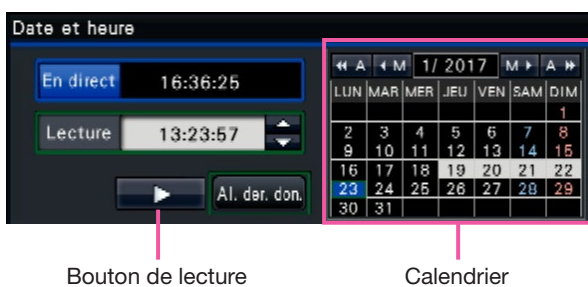 Date et heure
En direct 16:36:25
Lecture 13:23:57
Al. der. don.
A M 1/ 2017 M A
LUN MAR MER JEU VEN SAM DIM
1
2 3 4 5 6 7 8
9 10 11 12 13 14 15
16 17 18 19 20 21 22
23 24 25 26 27 28 29
30 31
Bouton de lecture
Calendrier